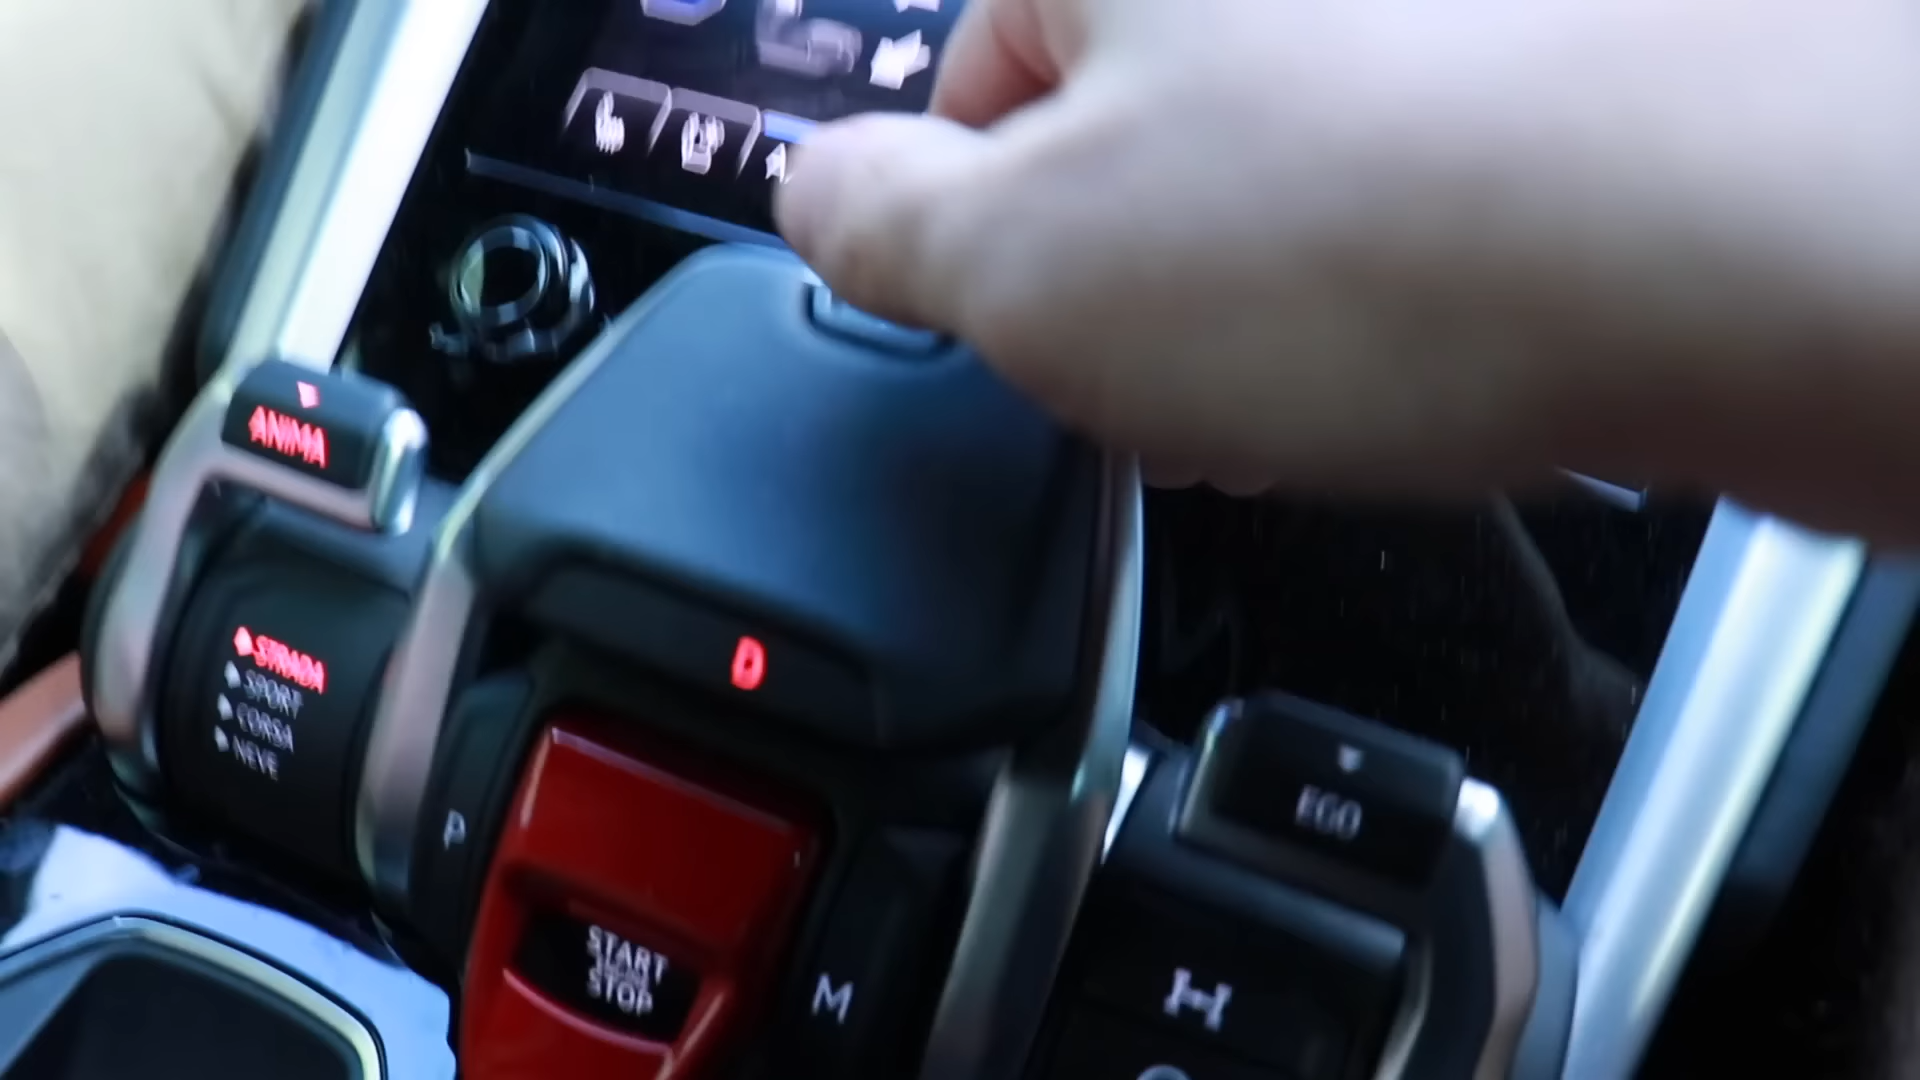 ANIMA
STRADA
SPORT
CORSA
NEVE
D
P
START
STOP
M
EGO